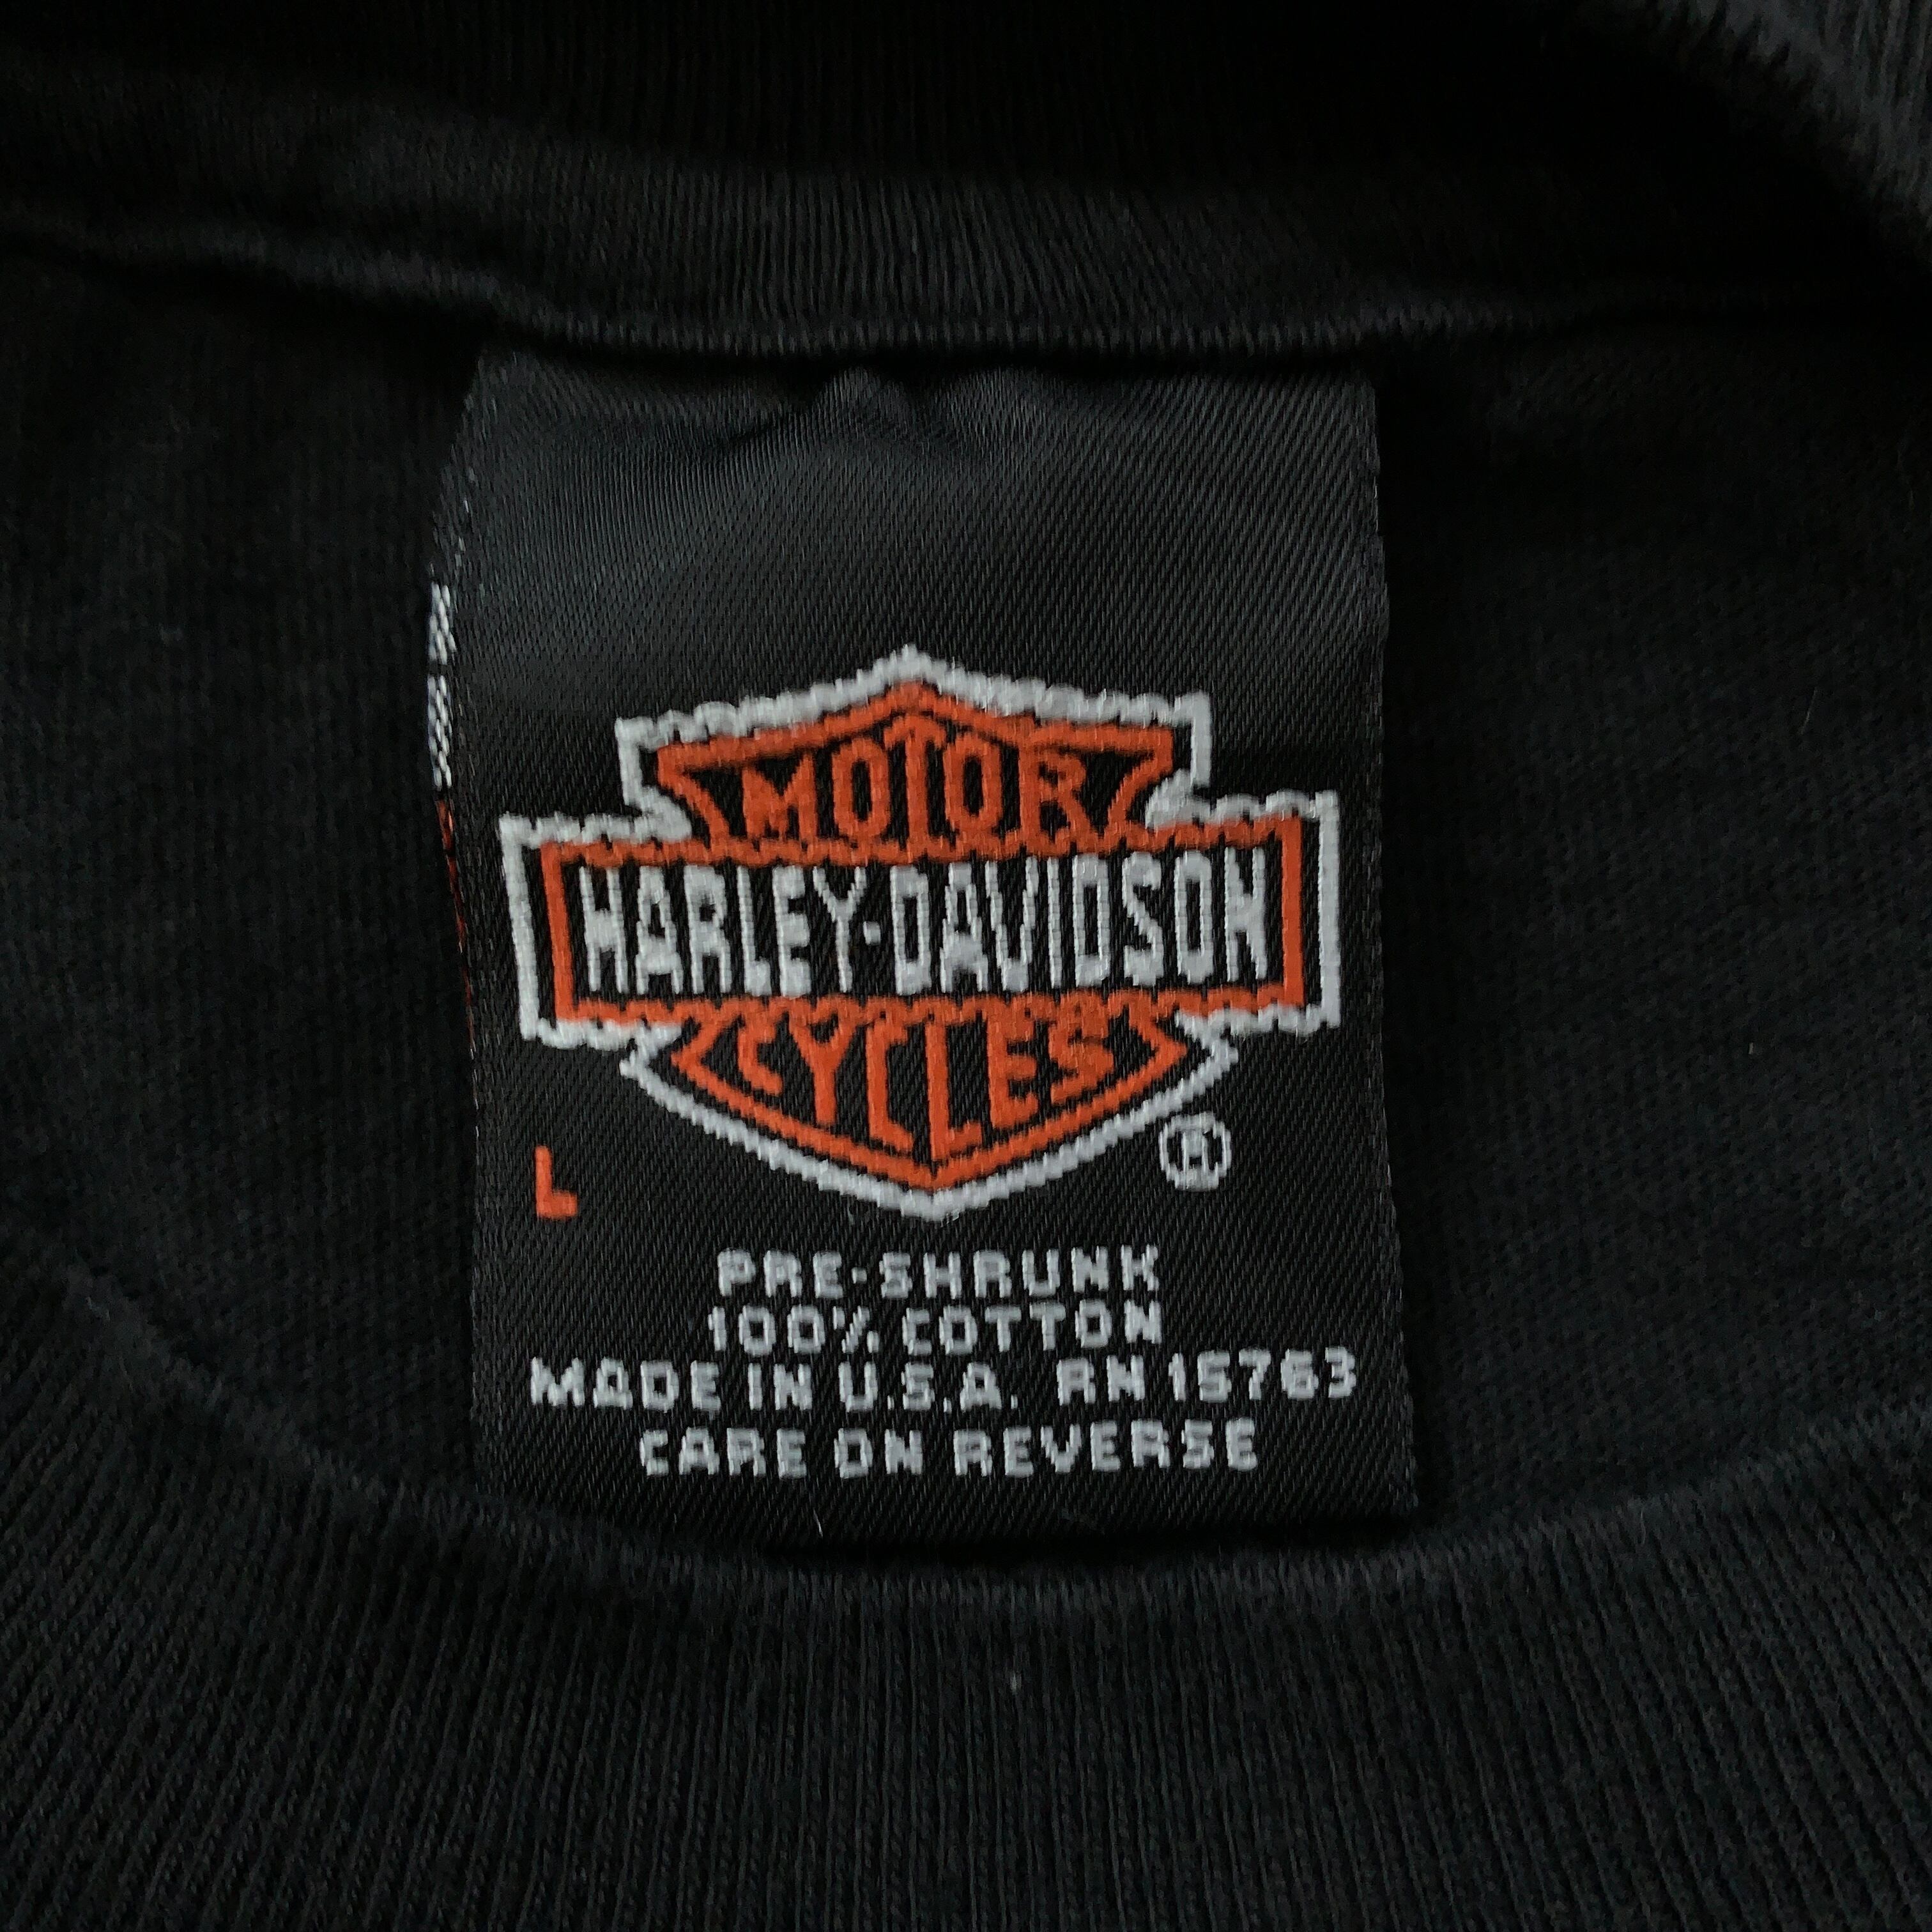 MOTOR
HARLEY-DAVIDSON
CYCLES
®
L
PRE-SHRUNK
100% COTTON
MADE IN U.S.A. RN 15763
CARE ON REVERSE